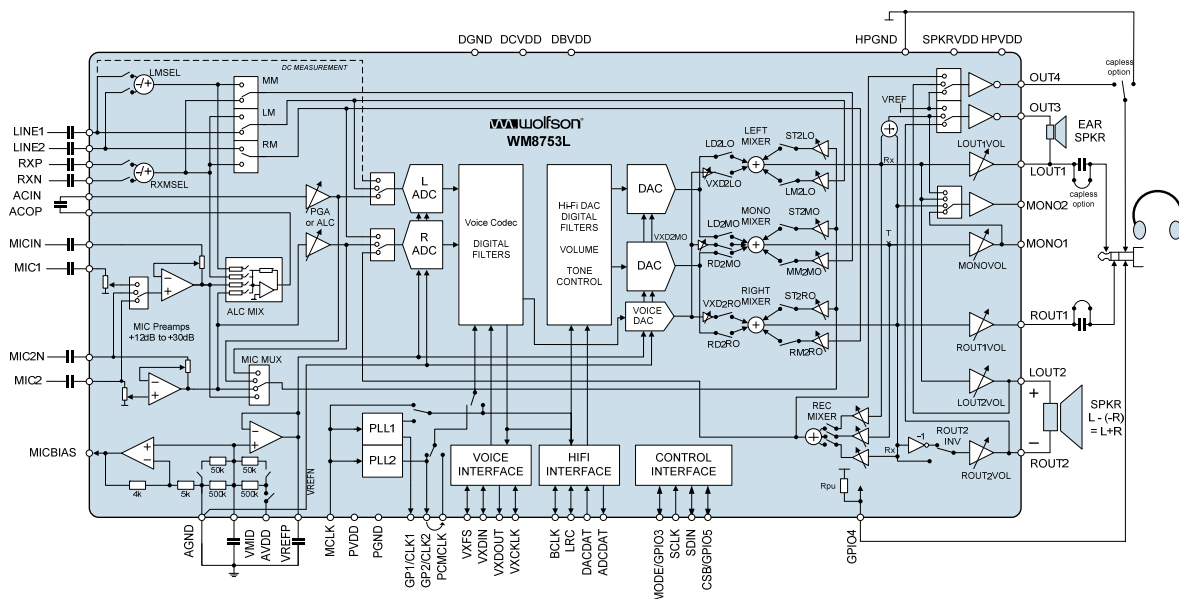 DGND
DCVDD
DBVDD
HPGND
SPKRVDD
HPVDD
DC MEASUREMENT
LMSEL
-/+
MM
LM
RM
LINE1
LINE2
RXP
RXN
-/+
RXMSEL
ACIN
ACOP
MICIN
MIC1
MIC2N
MIC2
MICBIAS
wolfson
WM8753L
PGA
or ALC
L
ADC
R
ADC
Voice Codec
DIGITAL
FILTERS
Hi-Fi DAC
DIGITAL
FILTERS
VOLUME
TONE
CONTROL
DAC
DAC
VOICE
DAC
VXD2MO
LEFT
MIXER
LD2LO
ST2LO
VXD2LO
LM2LO
MONO
MIXER
LD2MO
ST2MO
RD2MO
MM2MO
RIGHT
MIXER
VXD2RO
ST2RO
RD2RO
RM2RO
Rx
T
VREF
OUT4
OUT3
capless
option
EAR
SPKR
LOUT1VOL
LOUT1
capless
option
MONO2
MONO1
MONOVOL
ROUT1
ROUT1VOL
LOUT2
LOUT2VOL
+
SPKR
L - (-R)
= L+R
−
ROUT2
ROUT2VOL
ROUT2
INV
-1
Rx
REC
MIXER
Rpu
MIC Preamps
+12dB to +30dB
ALC MIX
MIC MUX
50k
50k
4k
5k
500k
500k
VREFN
PLL1
PLL2
VOICE
INTERFACE
HIFI
INTERFACE
CONTROL
INTERFACE
AGND
VMID
AVDD
VREFP
MCLK
PVDD
PGND
GP1/CLK1
GP2/CLK2
PCMCLK
VXFS
VXDIN
VXDOUT
VXCKLK
BCLK
LRC
DACDAT
ADCDAT
MODE/GPIO3
SCLK
SDIN
CSB/GPIO5
GPIO4